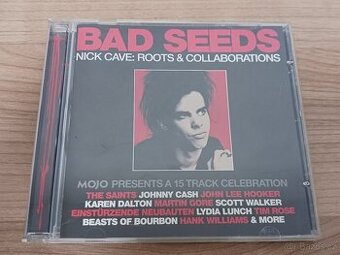 BAD SEEDS
NICK CAVE: ROOTS & COLLABORATIONS
MOJO PRESENTS A 15 TRACK CELEBRATION
THE SAINTS JOHNNY CASH JOHN LEE HOOKER
KAREN DALTON MARTIN GORE SCOTT WALKER
EINSTÜRZENDE NEUBAUTEN LYDIA LUNCH TIM ROSE
BEASTS OF BOURBON HANK WILLIAMS & MORE